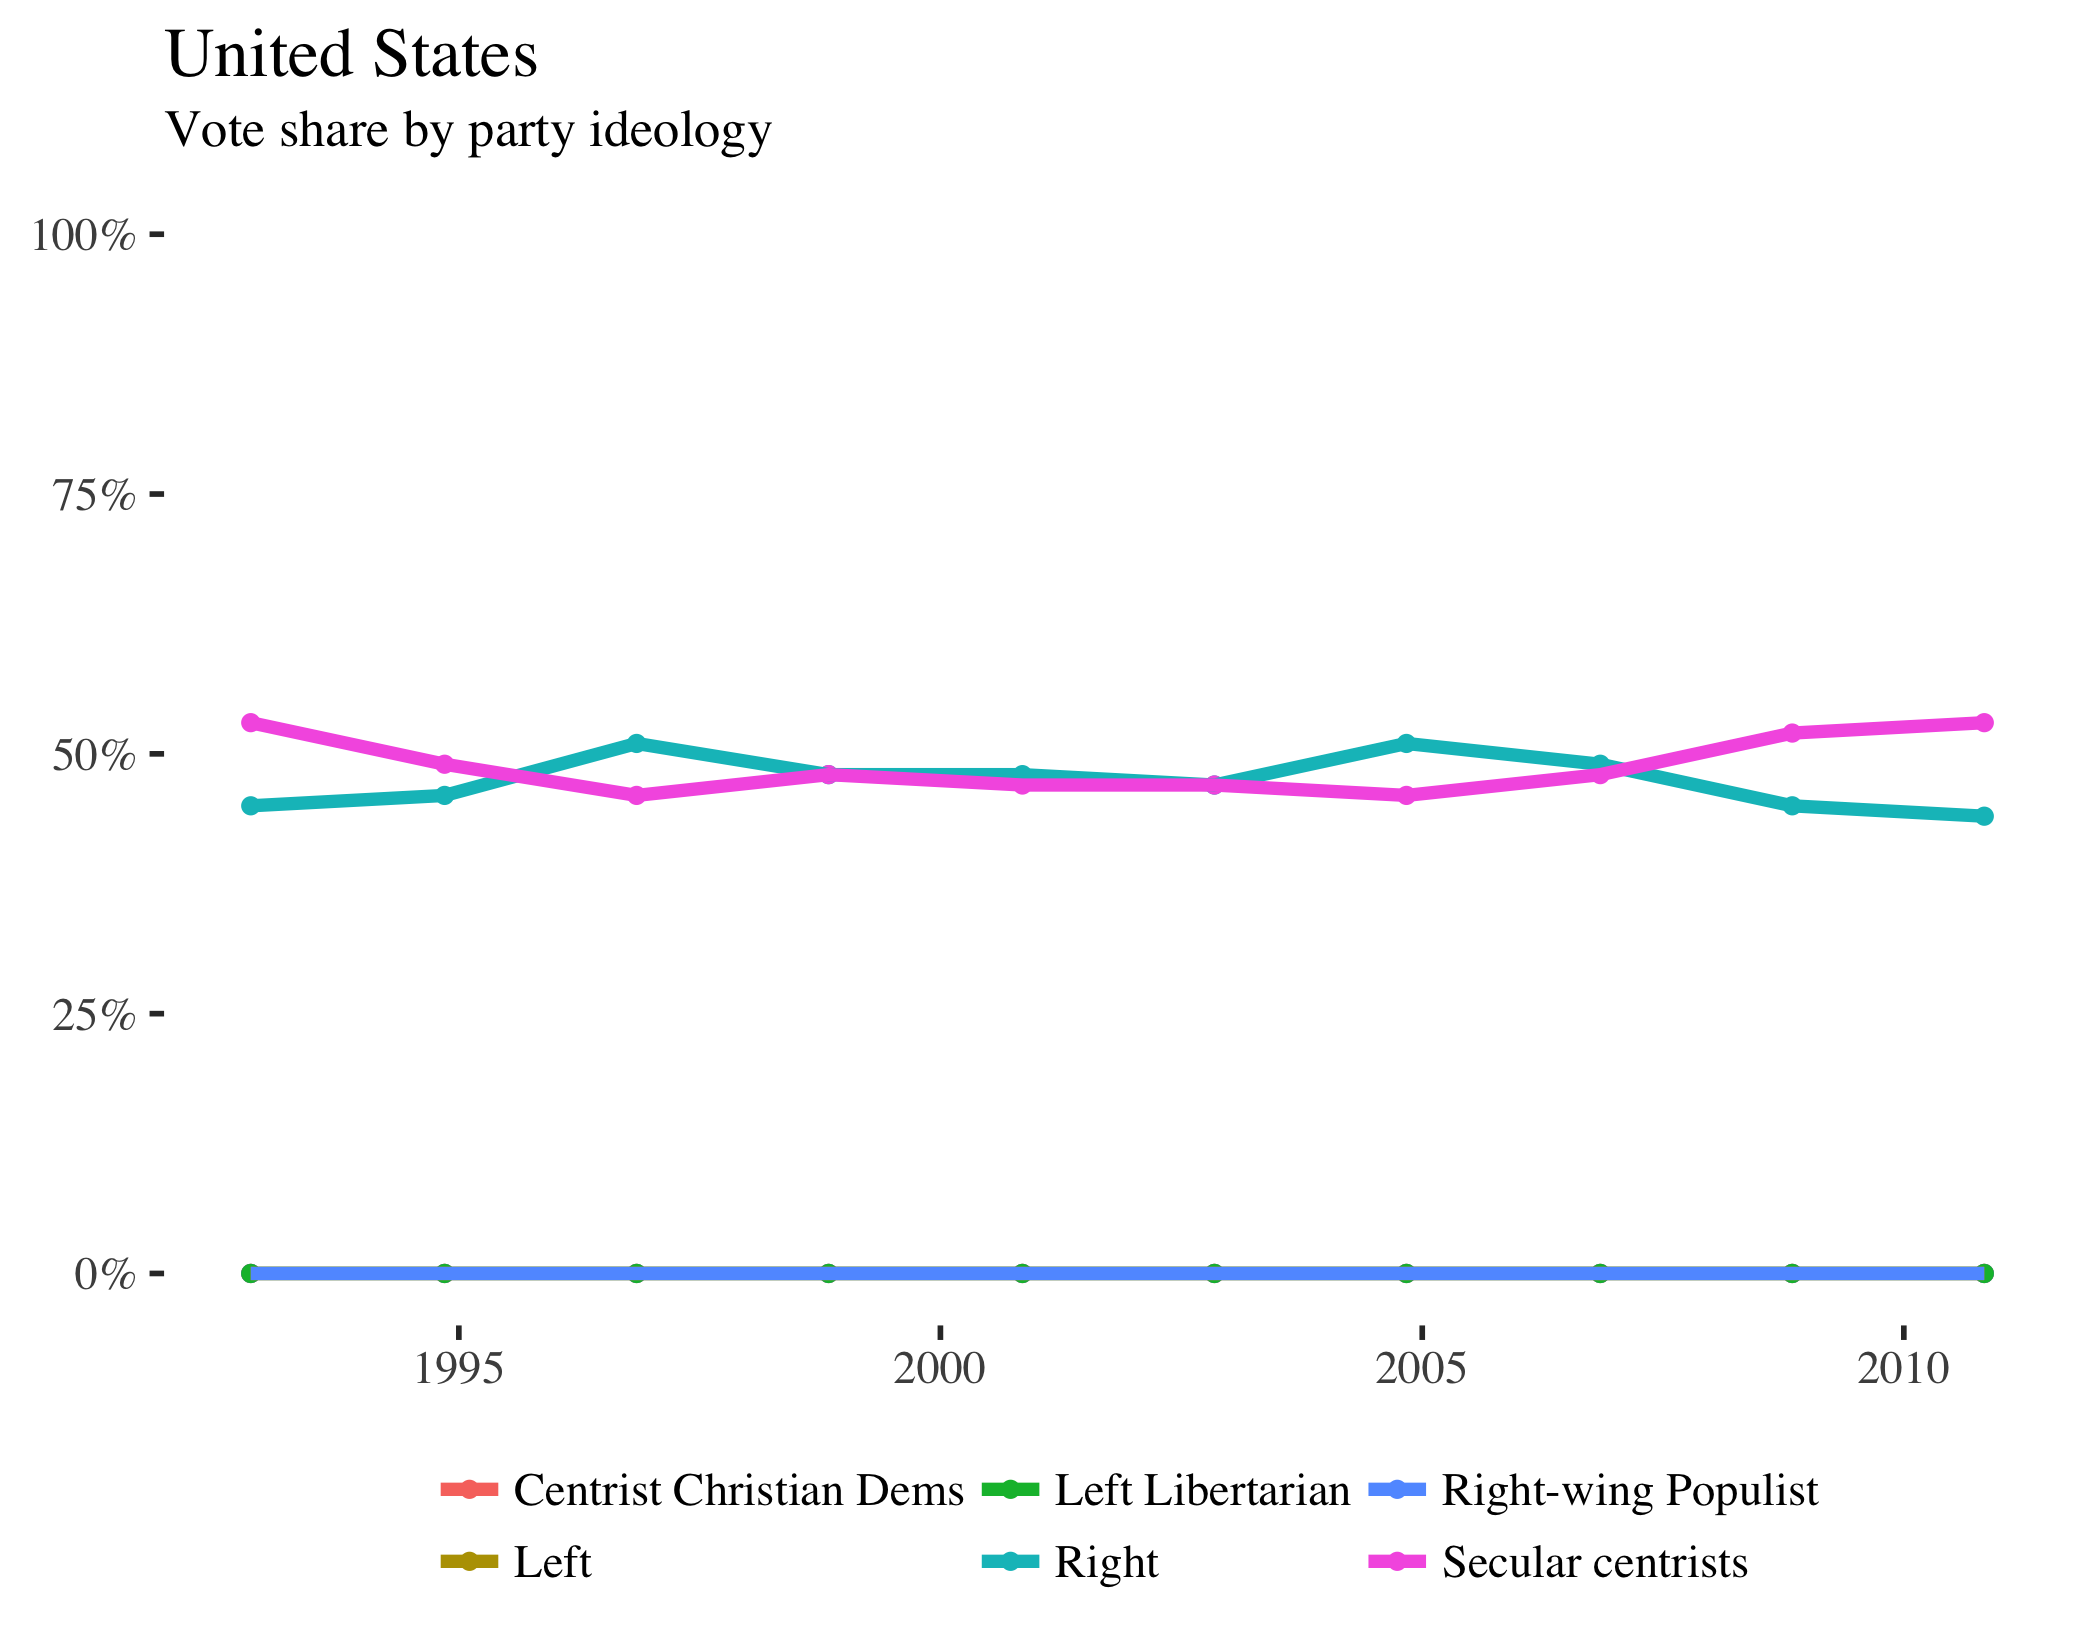 United States
Vote share by party ideology
100%
75%
50%
25%
0%
1995 2000 2005 2010
Centrist Christian Dems Left Libertarian Right-wing Populist
Left Right Secular centrists